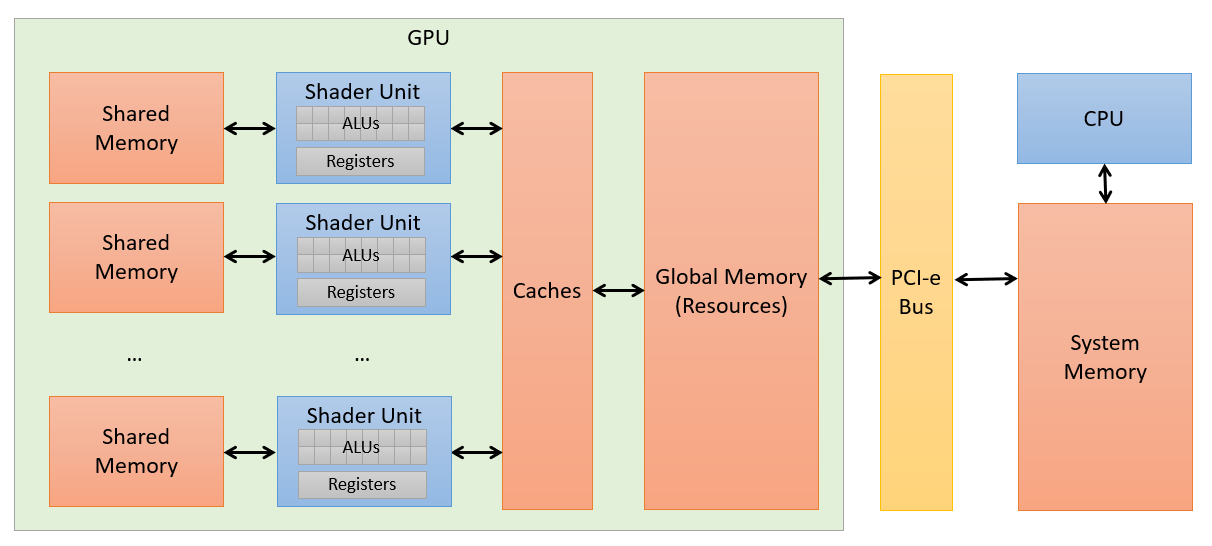 GPU
Shared
Memory
Shader Unit
ALUs
Registers
Shared
Memory
Shader Unit
ALUs
Registers
...
...
Shared
Memory
Shader Unit
ALUs
Registers
Caches
Global Memory
(Resources)
PCI-e
Bus
CPU
System
Memory